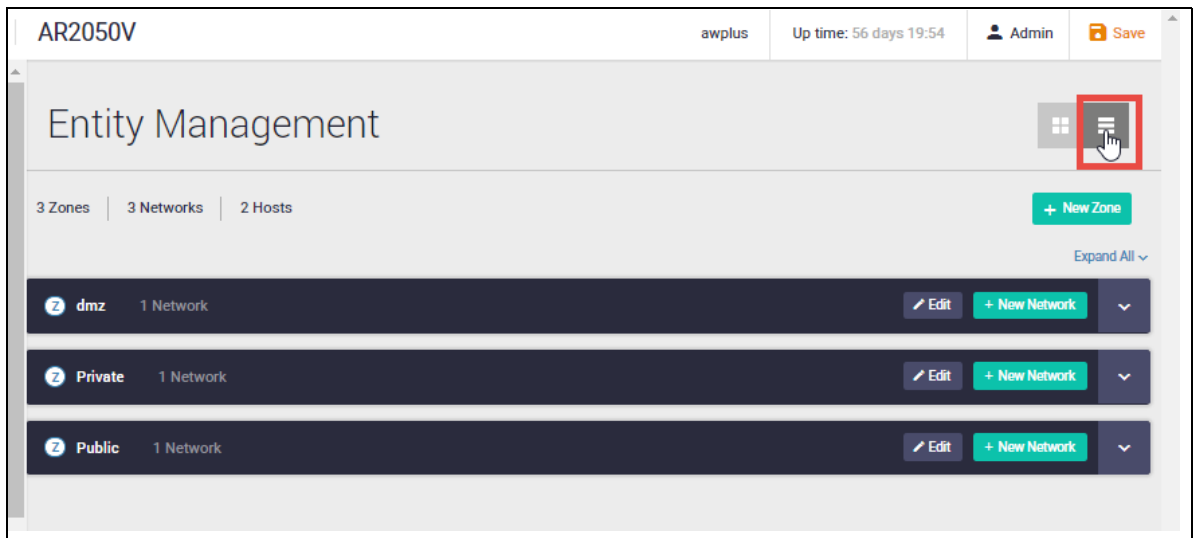 AR2050V awplus Up time: 56 days 19:54 Admin Save
Entity Management
3 Zones 3 Networks 2 Hosts + New Zone
Expand All
Z dmz 1 Network Edit + New Network
Z Private 1 Network Edit + New Network
Z Public 1 Network Edit + New Network